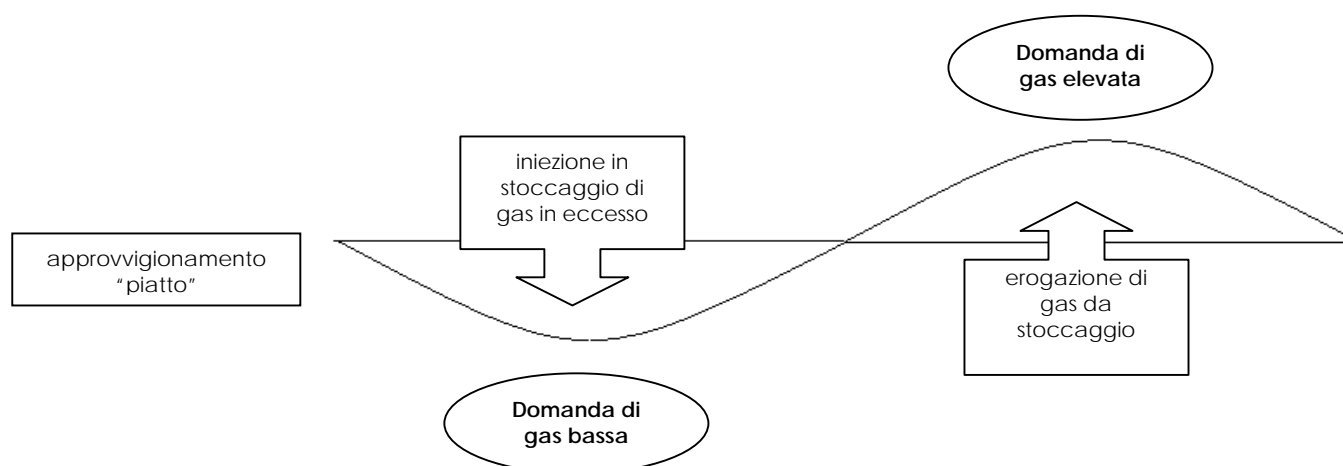 Domanda di
gas elevata
iniezione in
stoccaggio di
gas in eccesso
approvvigionamento
“piatto”
erogazione di
gas da
stoccaggio
Domanda di
gas bassa